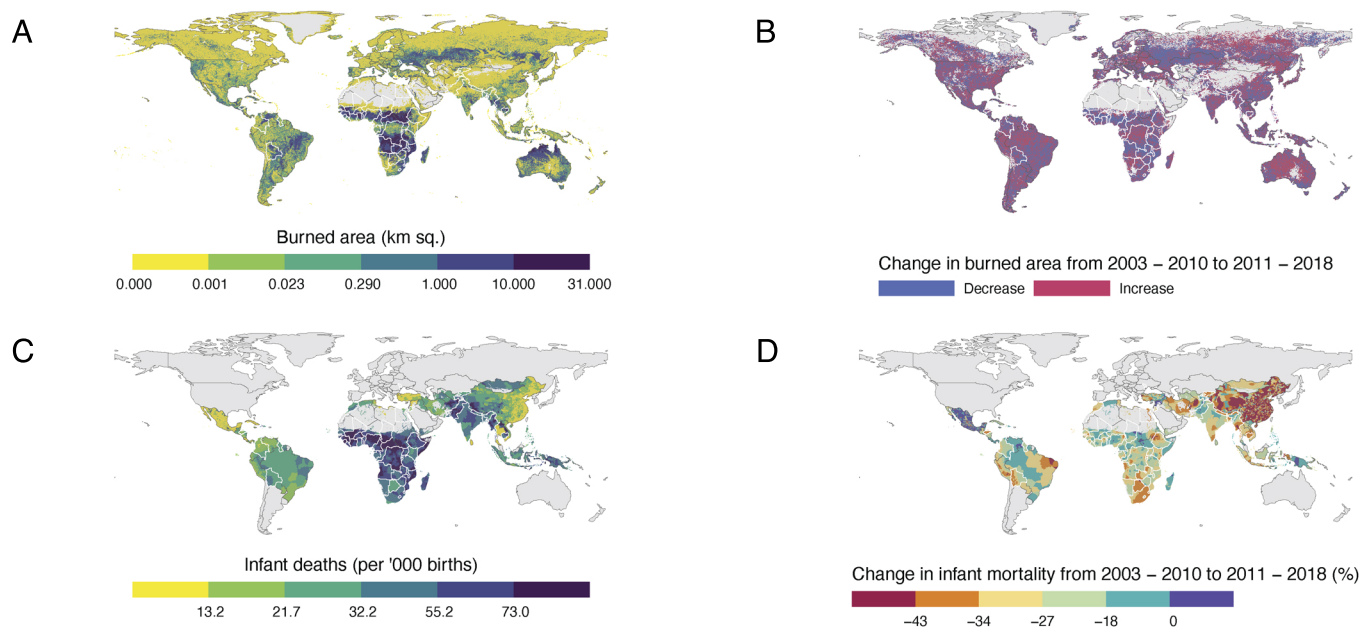 A
B
Burned area (km sq.)
0.000 0.001 0.023 0.290 1.000 10.000 31.000
Change in burned area from 2003 − 2010 to 2011 − 2018
Decrease Increase
C
D
Infant deaths (per '000 births)
13.2 21.7 32.2 55.2 73.0
Change in infant mortality from 2003 − 2010 to 2011 − 2018 (%)
−43 −34 −27 −18 0